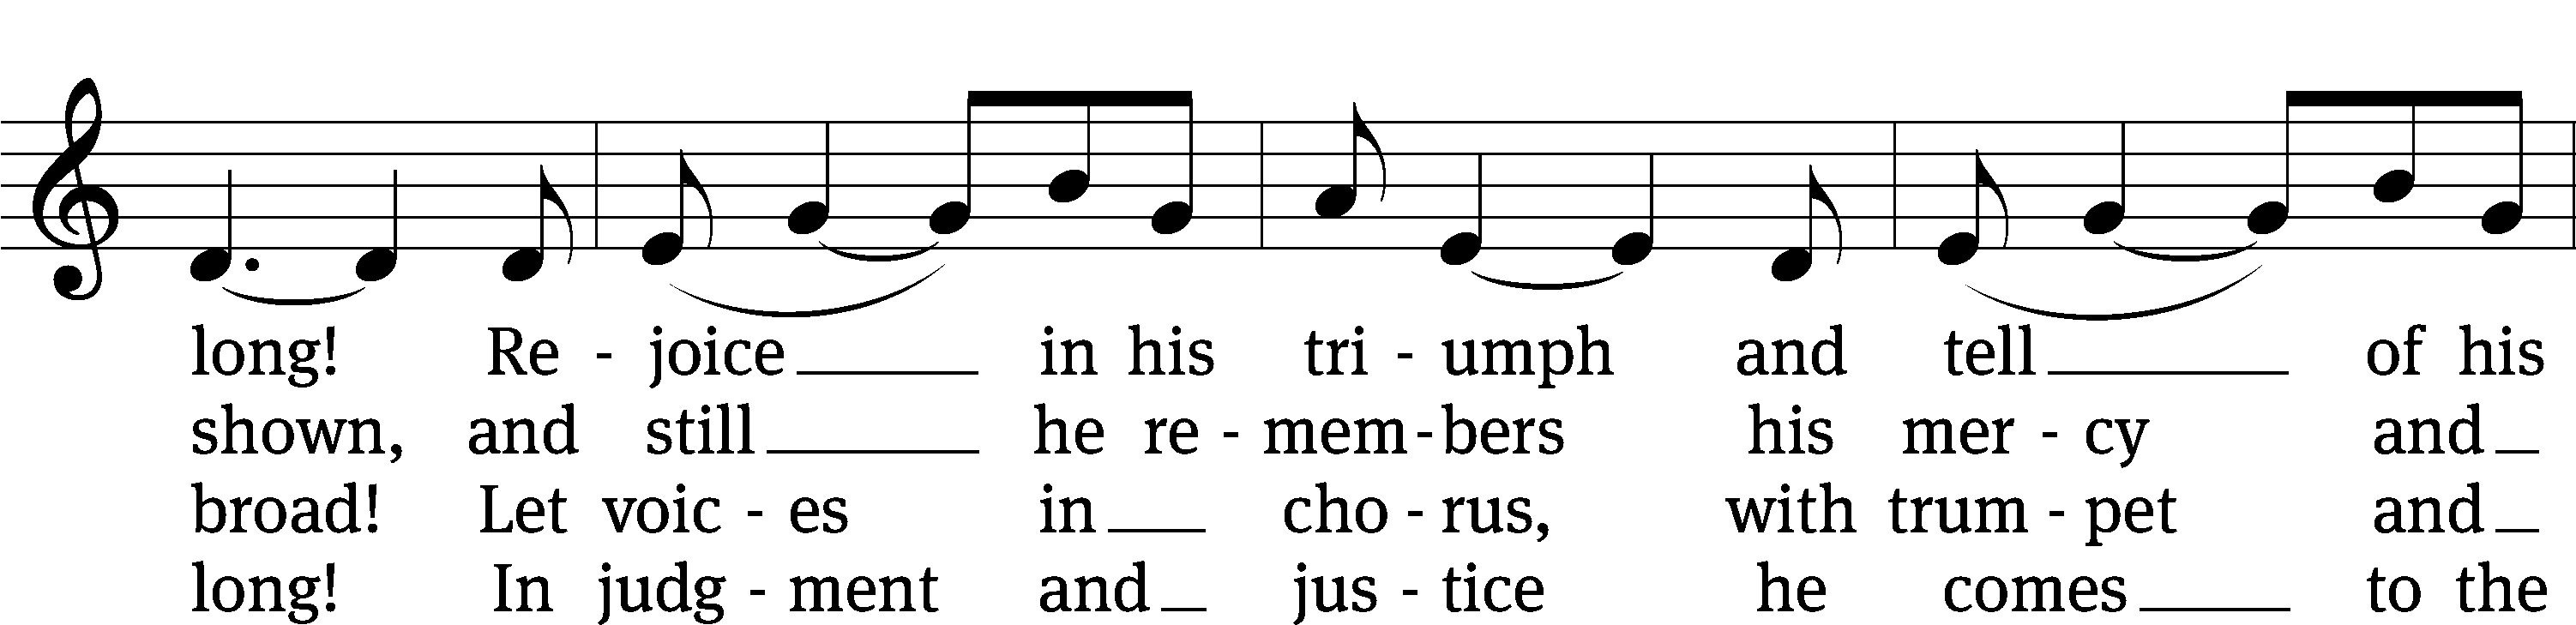 long! Re - joice in his tri - umph and tell of his
shown, and still he re - mem - bers his mer - cy and
broad! Let voic - es in cho - rus, with trum - pet and
long! In judg - ment and jus - tice he comes to the